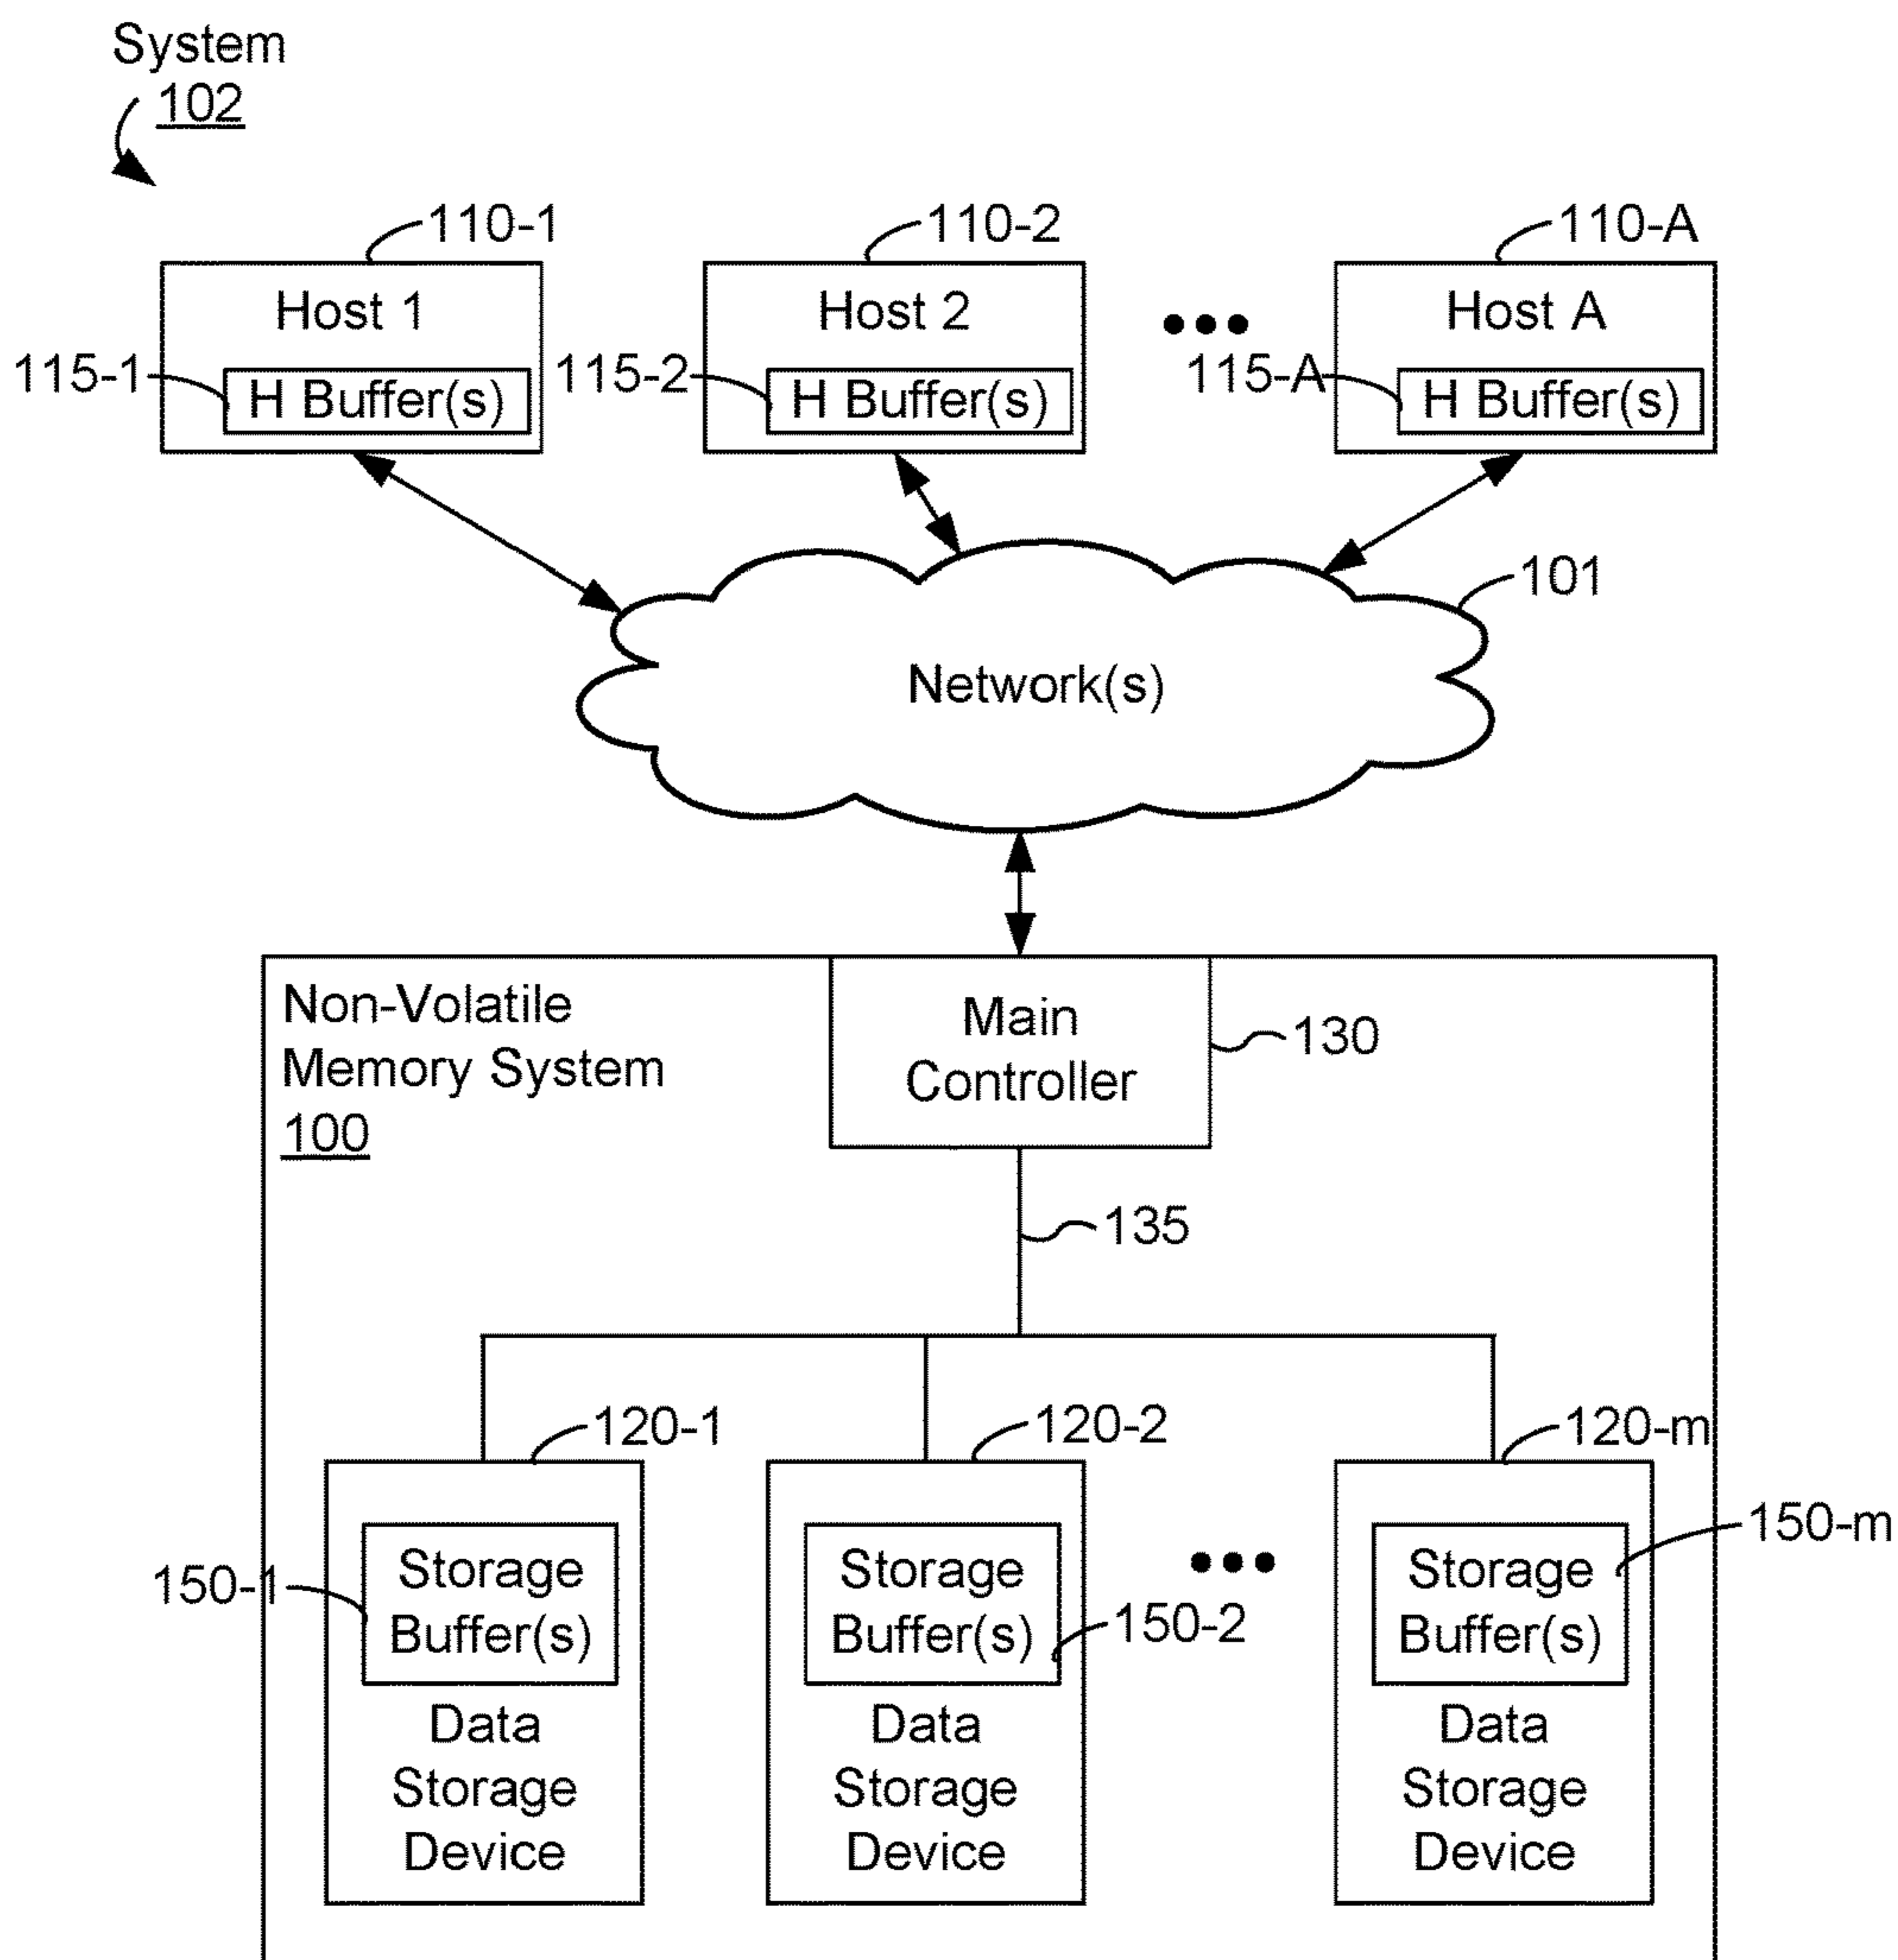 System
102
110-1
110-2
110-A
Host 1
Host 2
Host A
115-1
H Buffer(s)
115-2
H Buffer(s)
115-A
H Buffer(s)
101
Network(s)
Non-Volatile
Memory System
100
Main
Controller
130
135
120-1
120-2
120-m
150-1
Storage
Buffer(s)
Data
Storage
Device
Storage
Buffer(s)
150-2
Data
Storage
Device
150-m
Storage
Buffer(s)
Data
Storage
Device